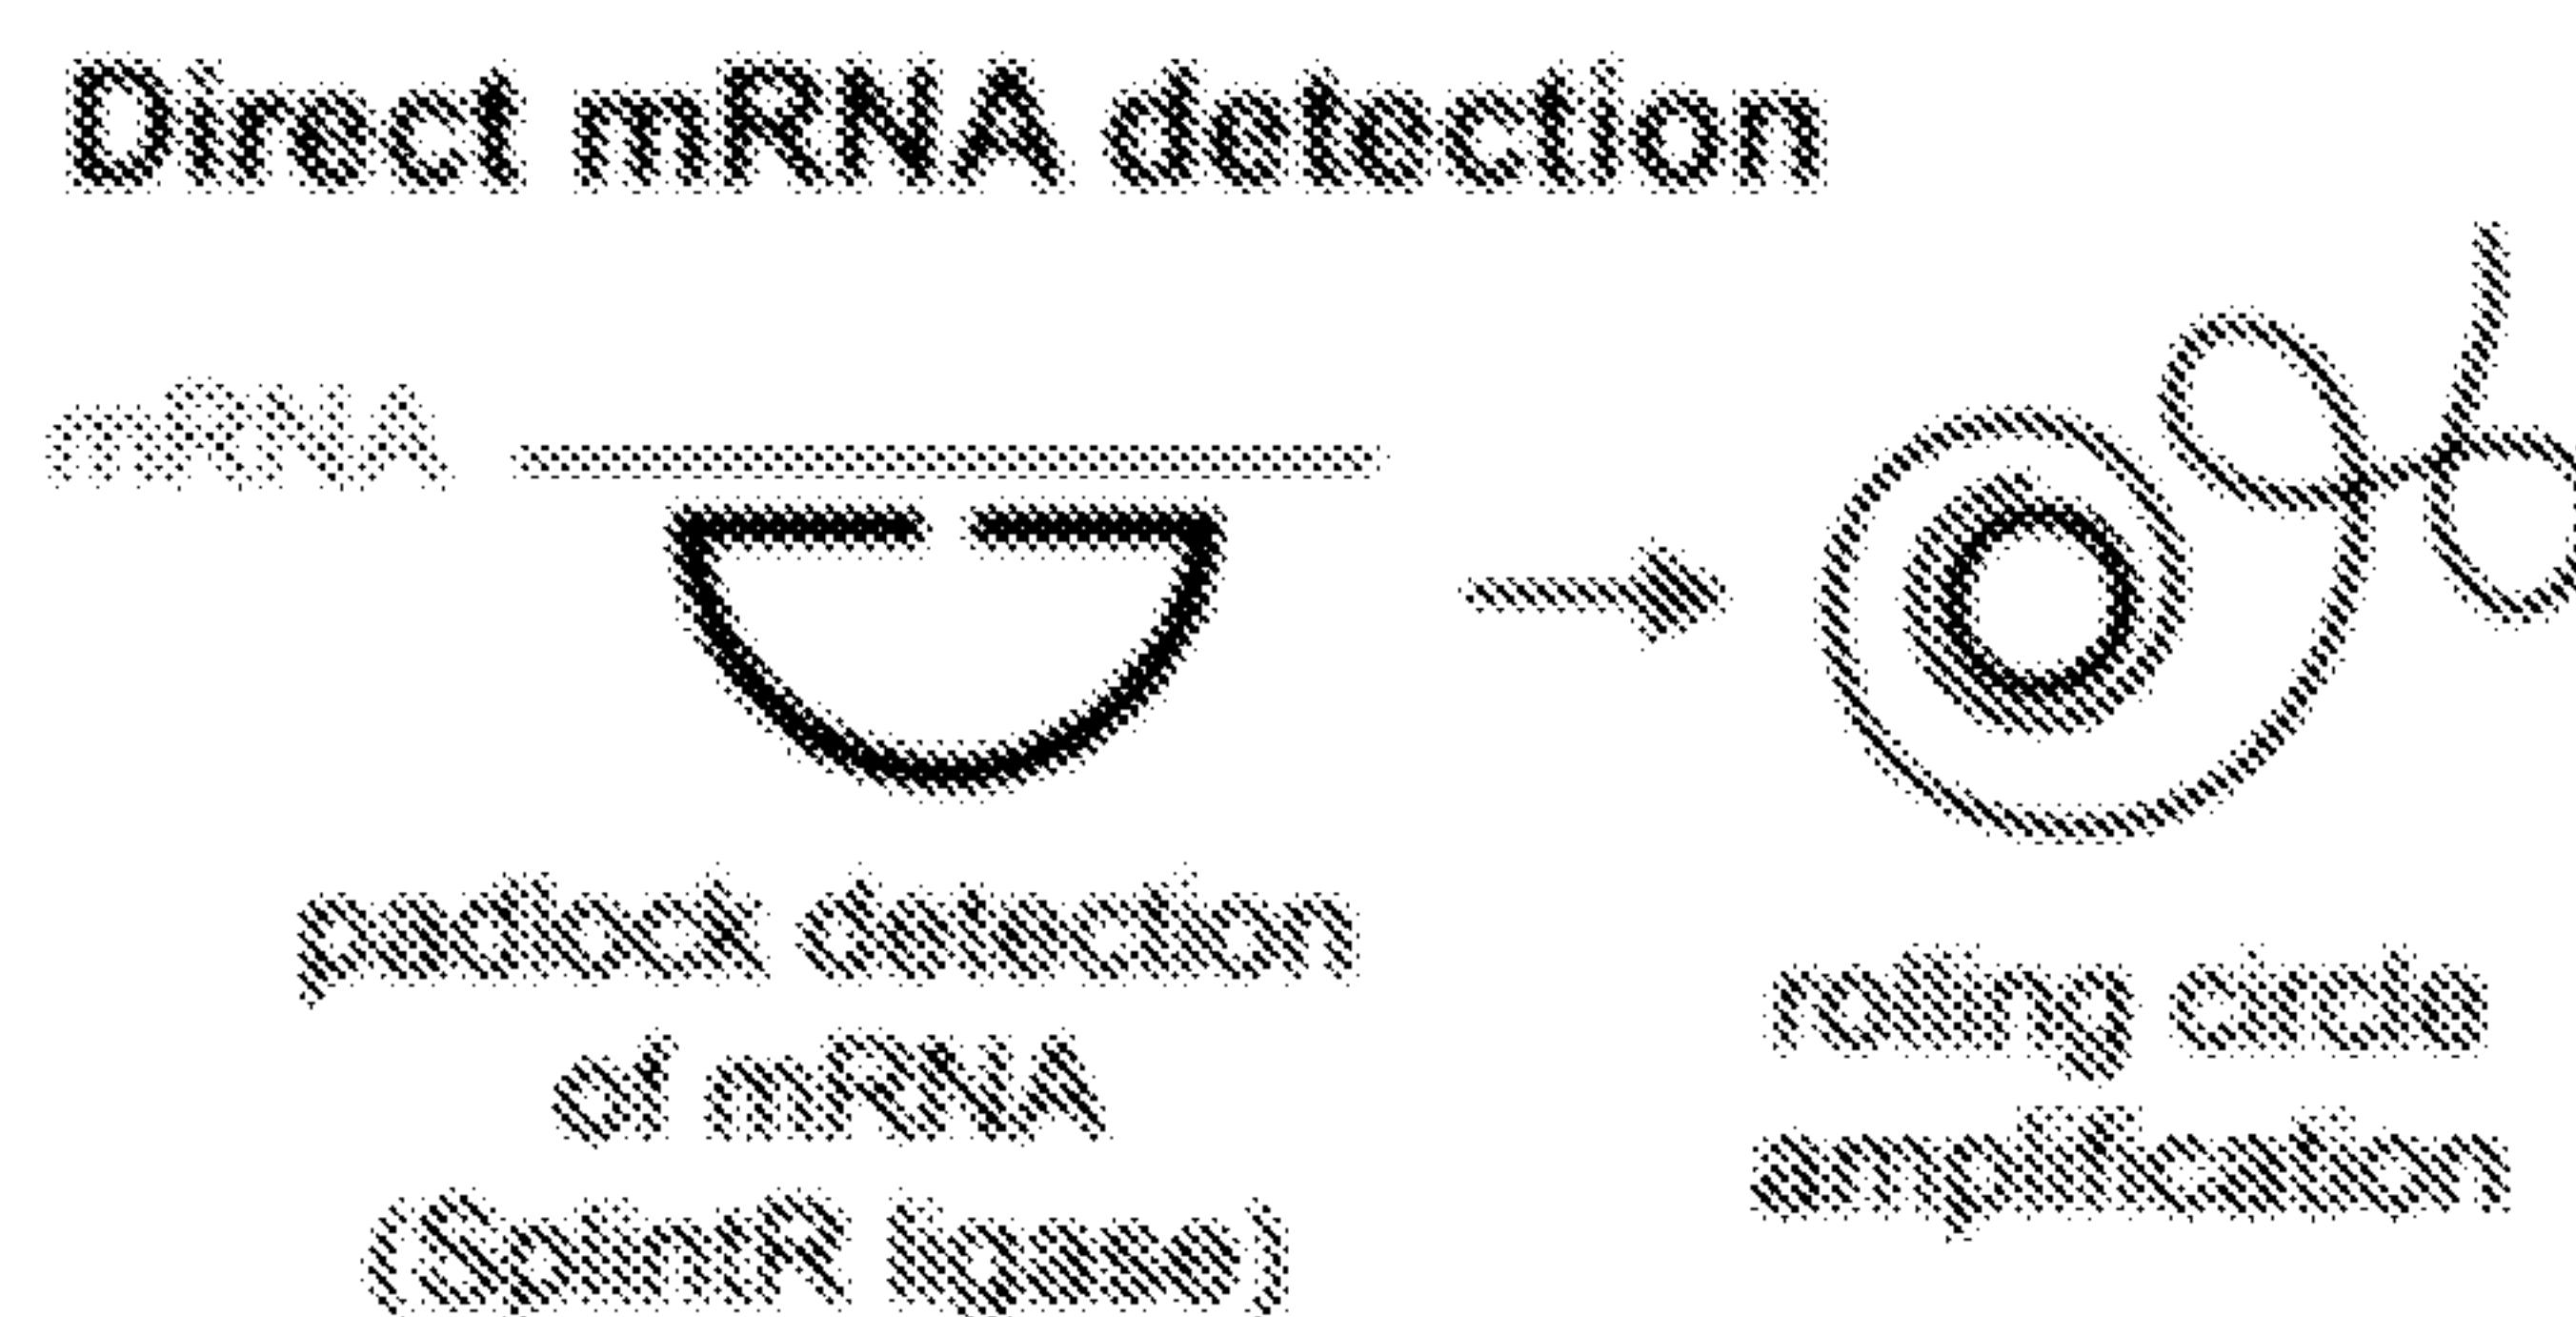 Direct mRNA detection
mRNA
padlock detection
of mRNA
(SplintR ligase)
rolling circle
amplification